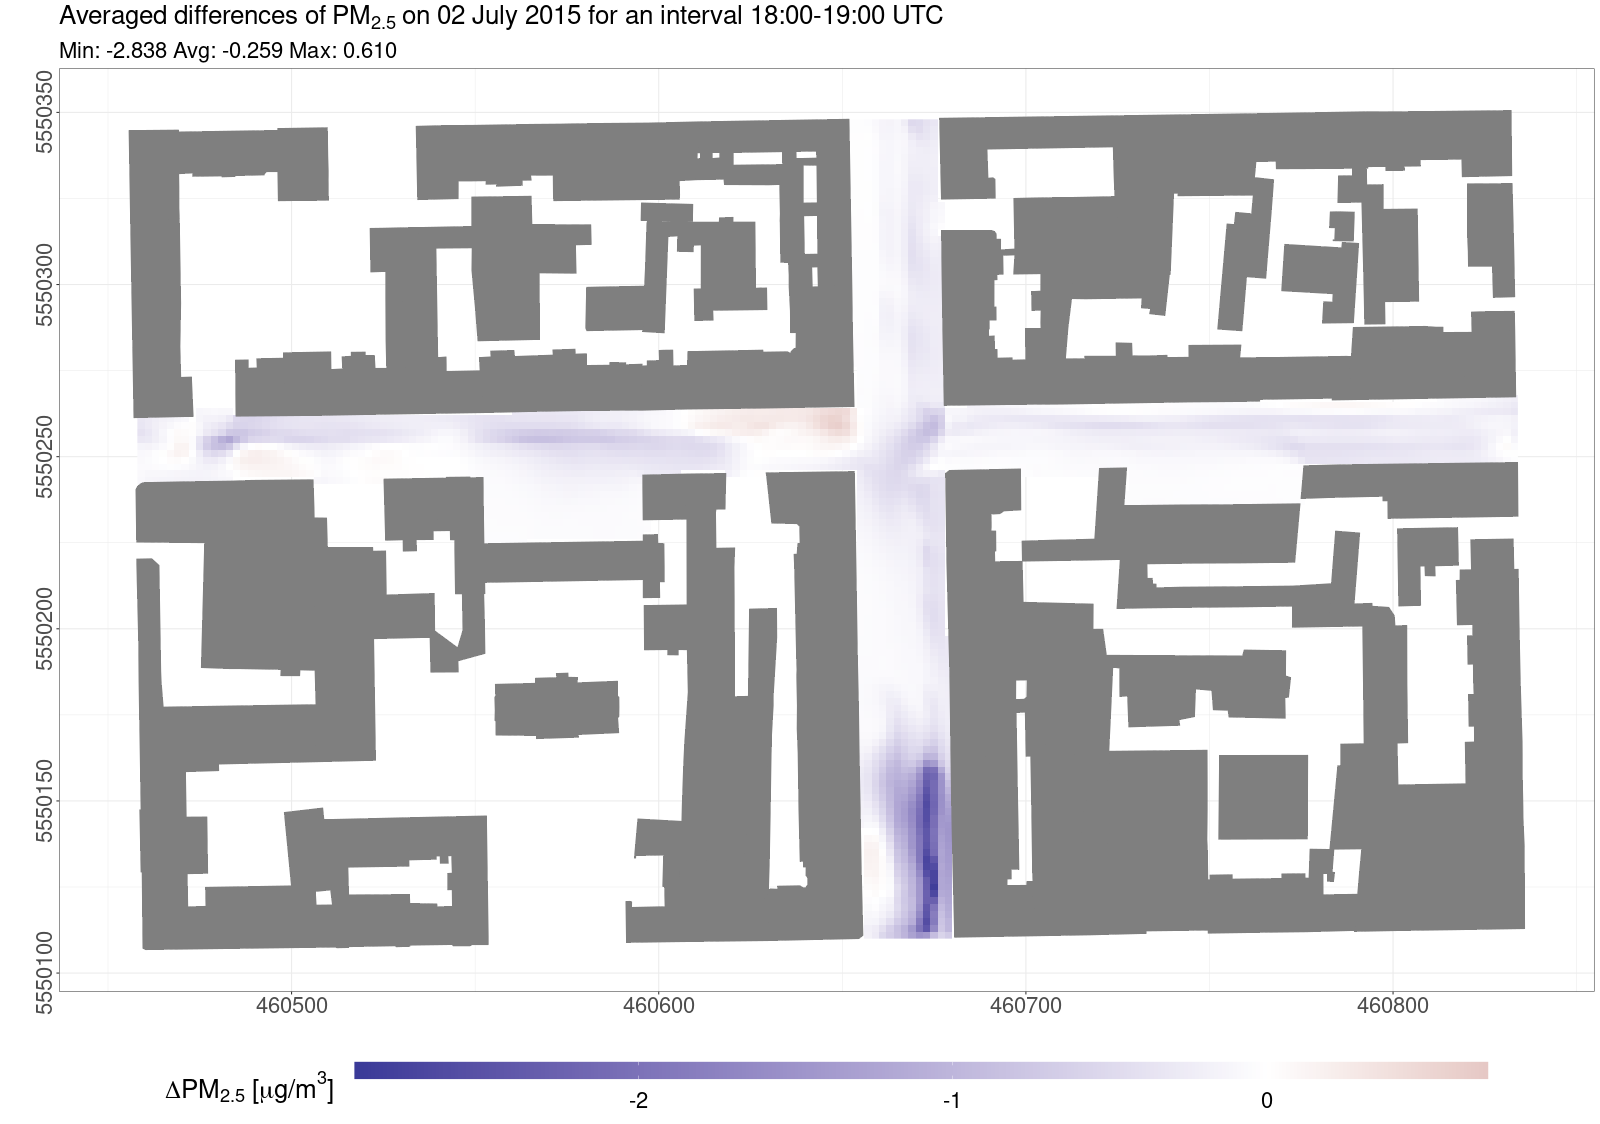 Averaged differences of PM2.5 on 02 July 2015 for an interval 18:00-19:00 UTC
Min: -2.838 Avg: -0.259 Max: 0.610
5550350
5550300
5550250
5550200
5550150
5550100
460500 460600 460700 460800
ΔPM2.5 [μg/m3]
-2 -1 0